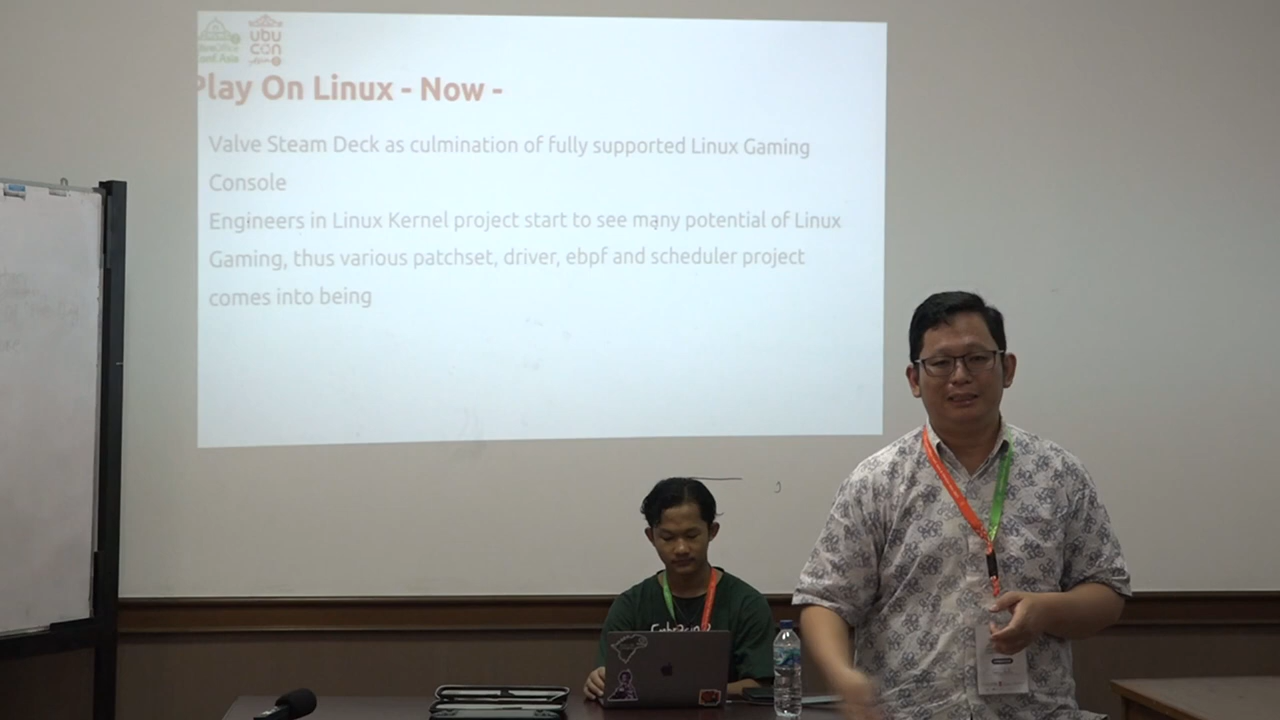 ubu
con
Play On Linux - Now -
Valve Steam Deck as culmination of fully supported Linux Gaming
Console
Engineers in Linux Kernel project start to see many potential of Linux
Gaming, thus various patchset, driver, ebpf and scheduler project
comes into being